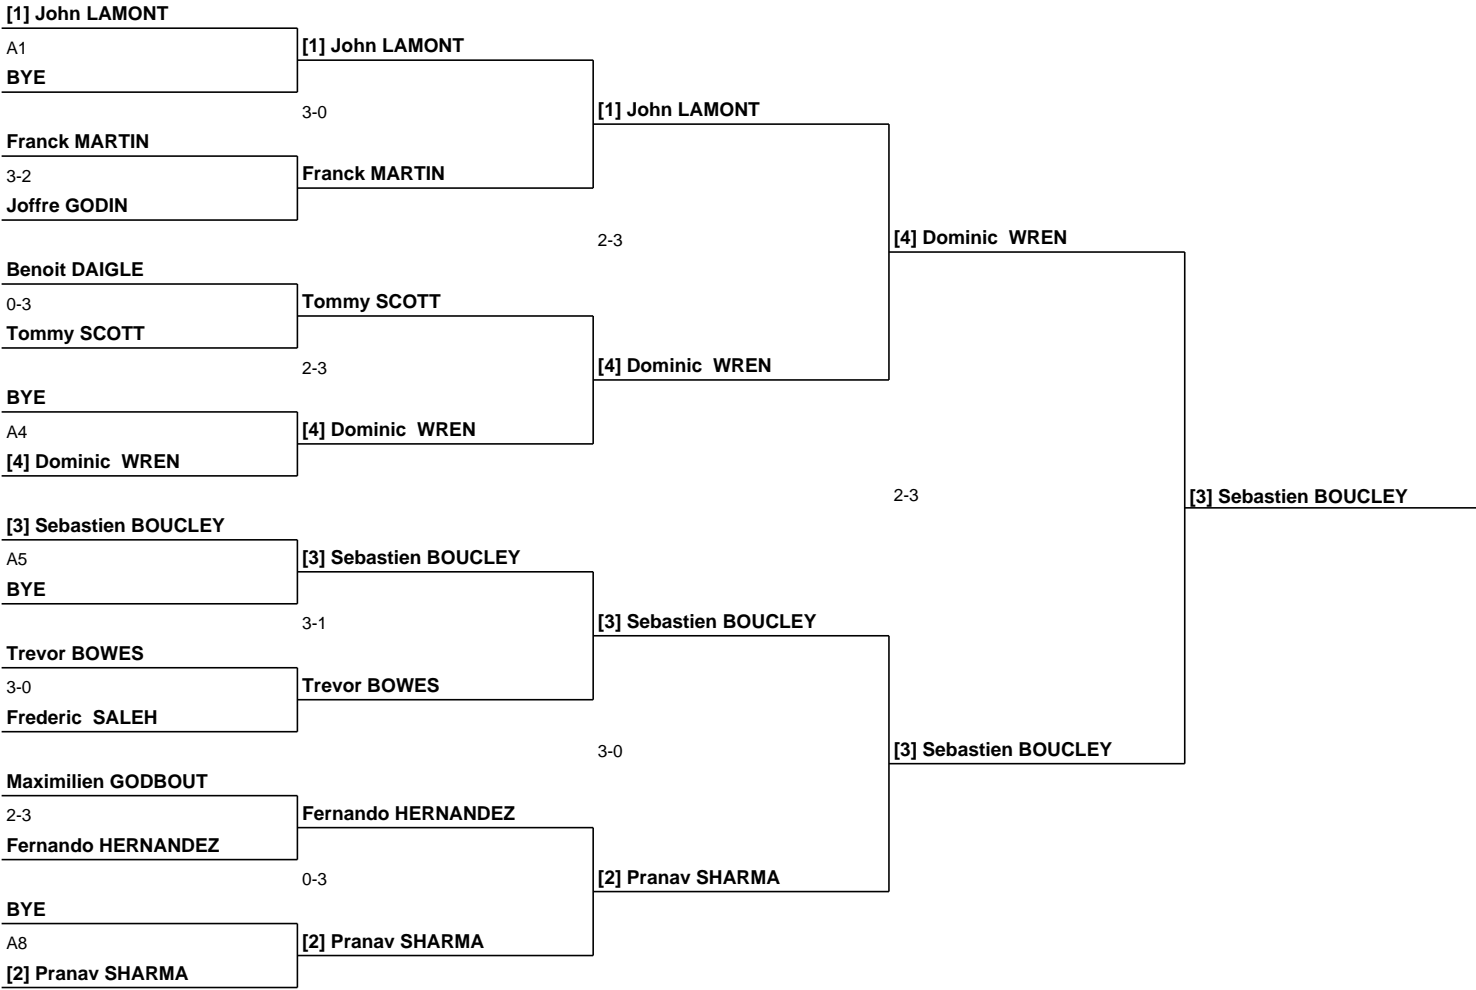 [1] John LAMONT
A1
BYE
[1] John LAMONT
3-0
Franck MARTIN
3-2
Joffre GODIN
Franck MARTIN
[1] John LAMONT
2-3
Benoit DAIGLE
0-3
Tommy SCOTT
Tommy SCOTT
2-3
BYE
A4
[4] Dominic  WREN
[4] Dominic  WREN
[4] Dominic  WREN
[4] Dominic  WREN
2-3
[3] Sebastien BOUCLEY
[3] Sebastien BOUCLEY
A5
BYE
[3] Sebastien BOUCLEY
3-1
Trevor BOWES
3-0
Frederic  SALEH
Trevor BOWES
[3] Sebastien BOUCLEY
3-0
[3] Sebastien BOUCLEY
Maximilien GODBOUT
2-3
Fernando HERNANDEZ
Fernando HERNANDEZ
0-3
BYE
A8
[2] Pranav SHARMA
[2] Pranav SHARMA
[2] Pranav SHARMA